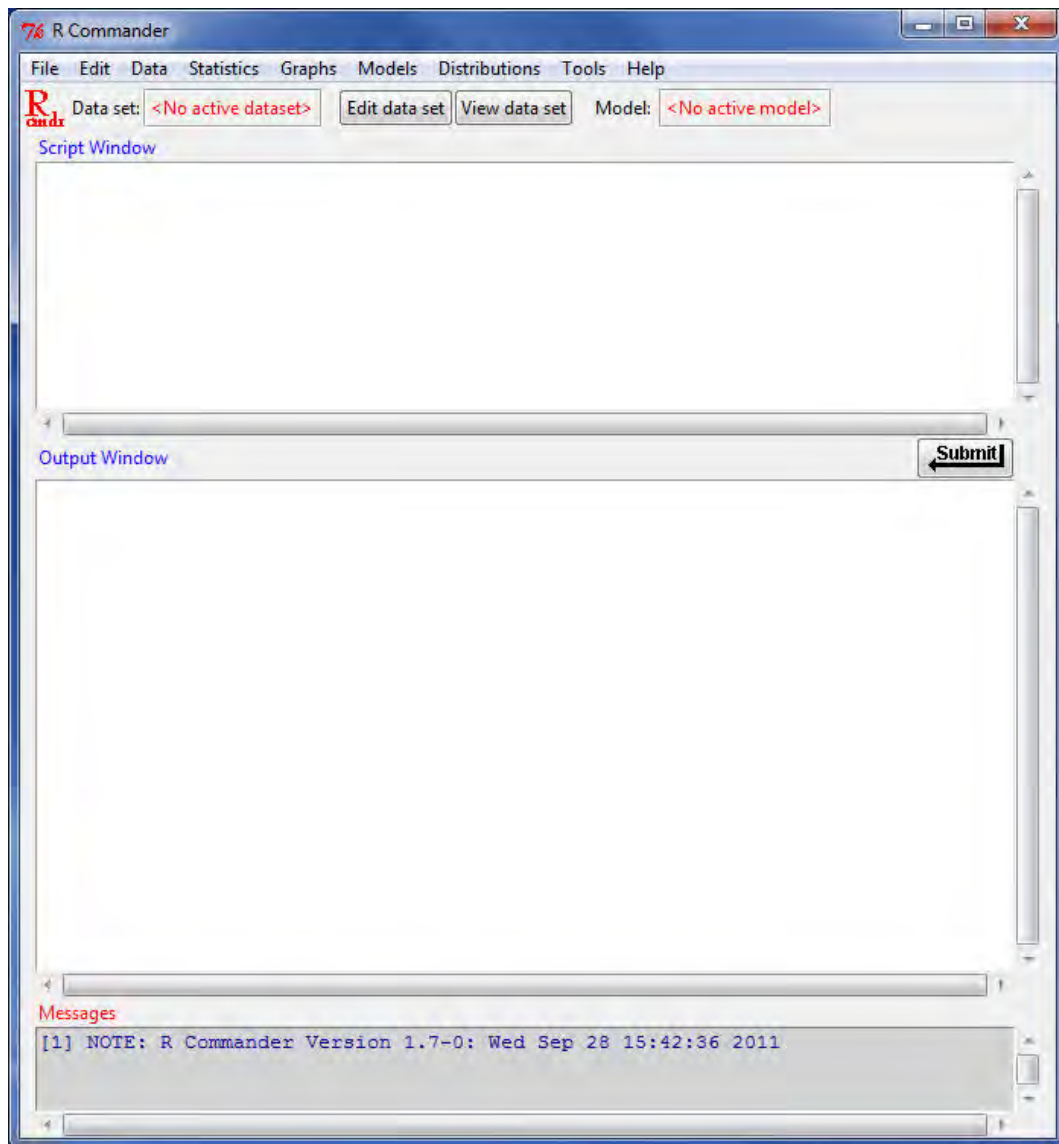 R Commander
File Edit Data Statistics Graphs Models Distributions Tools Help
R cmdr Data set: <No active dataset> Edit data set View data set Model: <No active model>
Script Window
Output Window Submit
Messages
[1] NOTE: R Commander Version 1.7-0: Wed Sep 28 15:42:36 2011